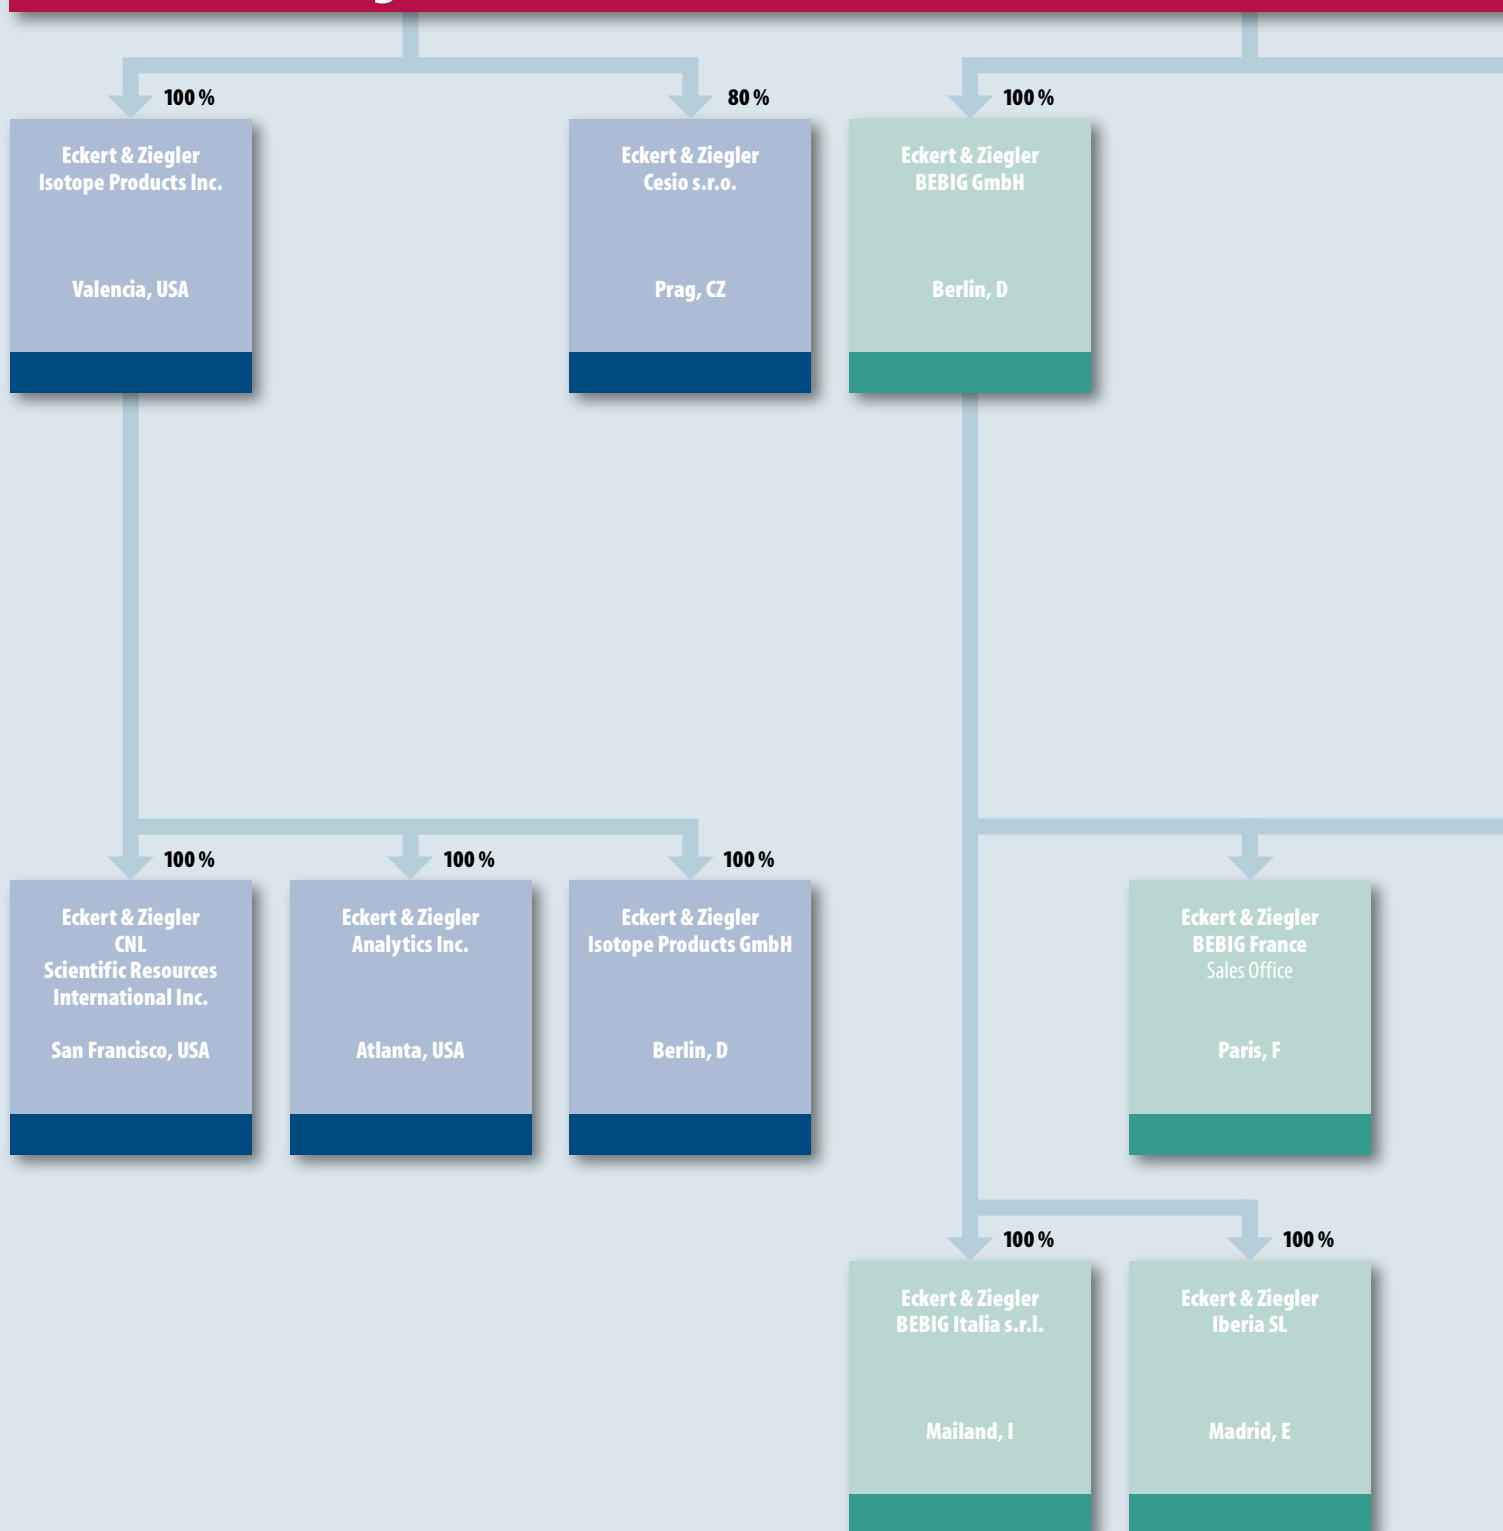 100 %
80 %
100 %
Eckert & Ziegler
Isotope Products Inc.
Valencia, USA
Eckert & Ziegler
Cesio s.r.o.
Prag, CZ
Eckert & Ziegler
BEBIG GmbH
Berlin, D
100 %
100 %
100 %
Eckert & Ziegler
CNL
Scientific Resources
International Inc.
San Francisco, USA
Eckert & Ziegler
Analytics Inc.
Atlanta, USA
Eckert & Ziegler
Isotope Products GmbH
Berlin, D
Eckert & Ziegler
BEBIG France
Sales Office
Paris, F
100 %
100 %
Eckert & Ziegler
BEBIG Italia s.r.l.
Mailand, I
Eckert & Ziegler
Iberia SL
Madrid, E